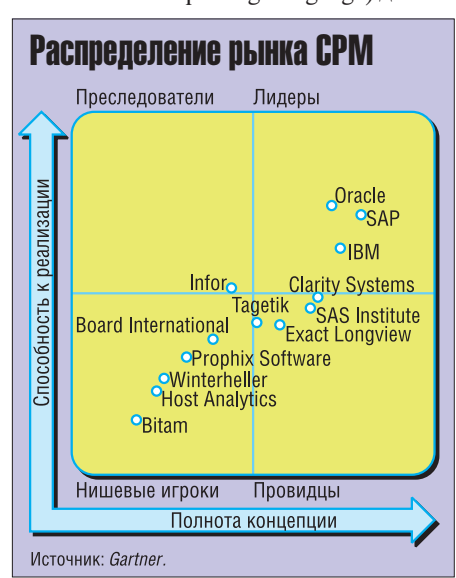 Распределение рынка CPM
Преследователи
Лидеры
Способность к реализации
Oracle
SAP
IBM
Infor
Clarity Systems
Tagetik
SAS Institute
Board International
Exact Longview
Prophix Software
Winterheller
Host Analytics
Bitam
Нишевые игроки
Провидцы
Полнота концепции
Источник: Gartner.